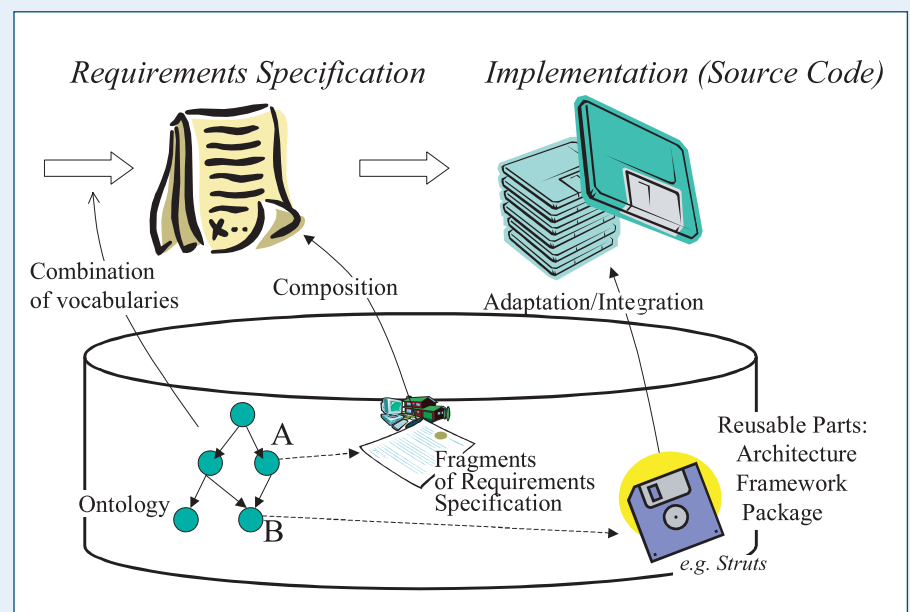 Requirements Specification
Implementation (Source Code)
Combination
of vocabularies
Composition
Adaptation/Integration
A
Ontology
B
Fragments
of Requirements
Specification
Reusable Parts:
Architecture
Framework
Package
e.g. Struts